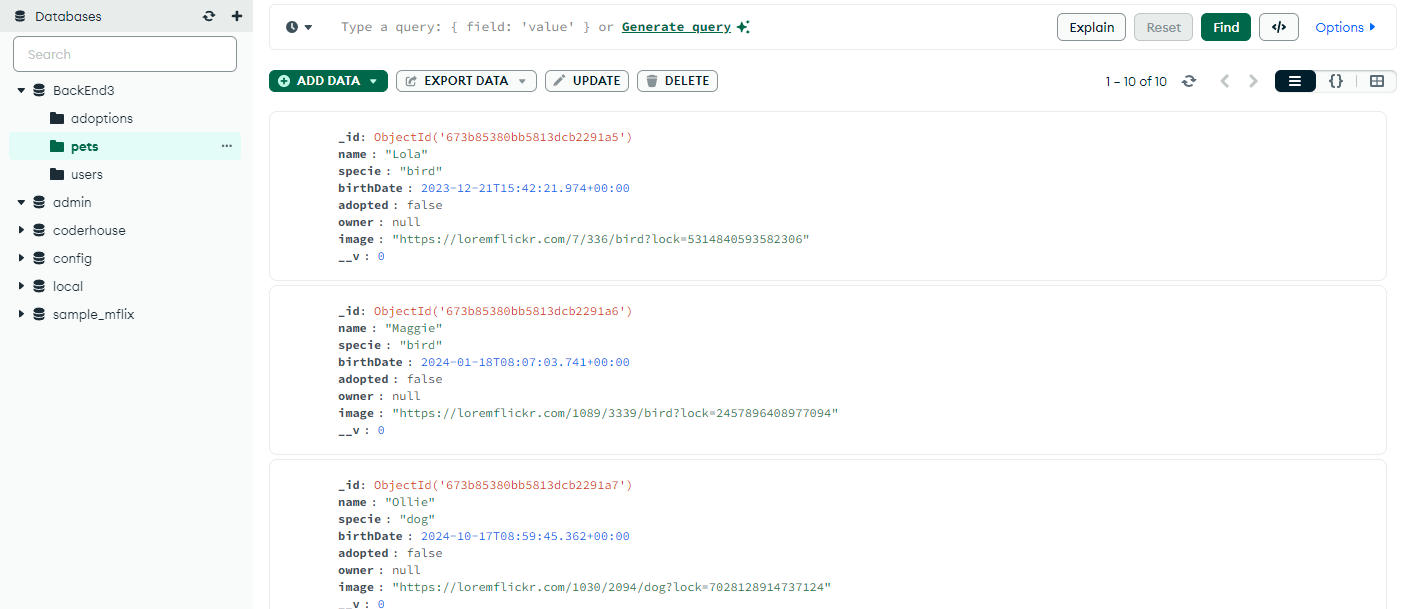 Databases
Search
BackEnd3
adoptions
pets
users
admin
coderhouse
config
local
sample_mflix
Type a query: { field: 'value' } or Generate query
Explain
Reset
Find
</>
Options
ADD DATA
EXPORT DATA
UPDATE
DELETE
1 – 10 of 10
{}
_id: ObjectId('673b85380bb5813dcb2291a5')
name : "Lola"
specie : "bird"
birthDate : 2023-12-21T15:42:21.974+00:00
adopted : false
owner : null
image : "https://loremflickr.com/7/336/bird?lock=5314840593582306"
__v : 0
_id: ObjectId('673b85380bb5813dcb2291a6')
name : "Maggie"
specie : "bird"
birthDate : 2024-01-18T08:07:03.741+00:00
adopted : false
owner : null
image : "https://loremflickr.com/1089/3339/bird?lock=2457896408977094"
__v : 0
_id: ObjectId('673b85380bb5813dcb2291a7')
name : "Ollie"
specie : "dog"
birthDate : 2024-10-17T08:59:45.362+00:00
adopted : false
owner : null
image : "https://loremflickr.com/1030/2094/dog?lock=7028128914737124"
__v : 0